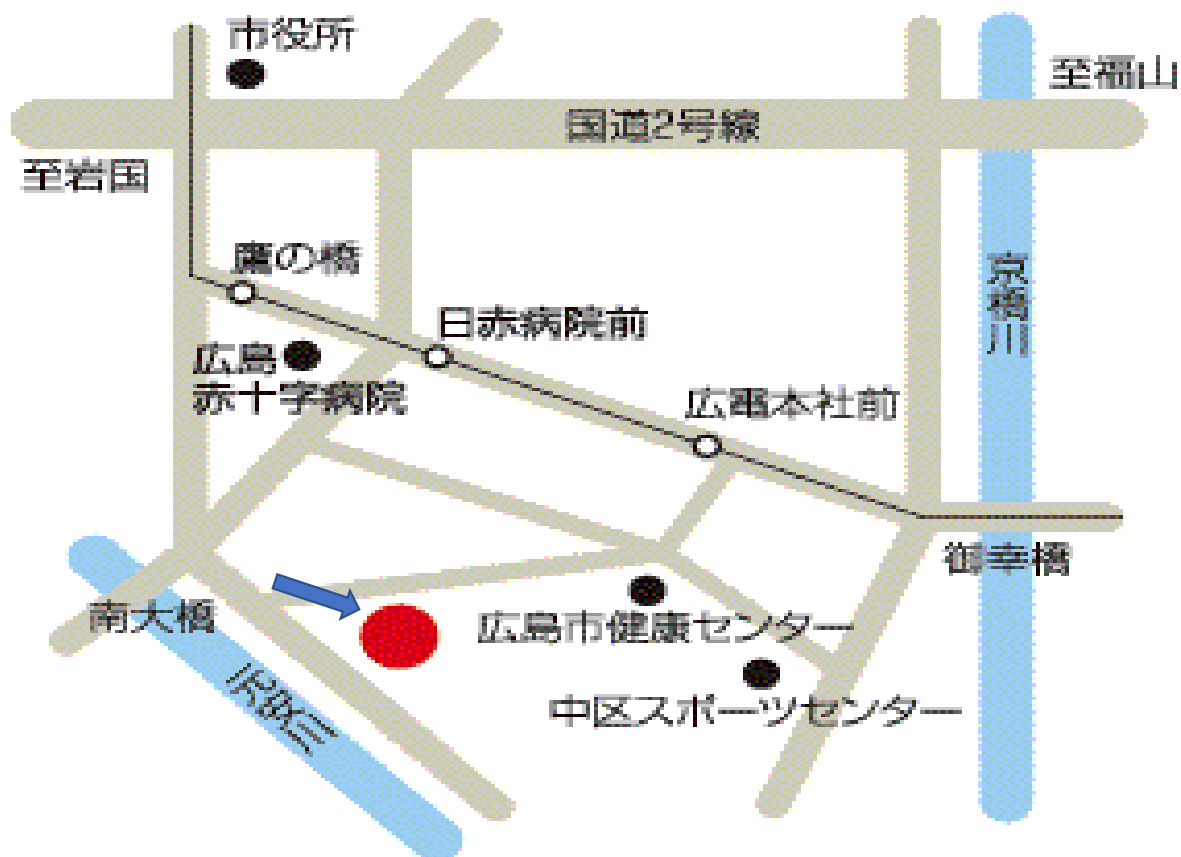 市役所
至福山
国道2号線
至岩国
鷹の橋
京橋川
日赤病院前
広島
赤十字病院
広電本社前
御幸橋
南大橋
広島市健康センター
元安川
中区スポーツセンター